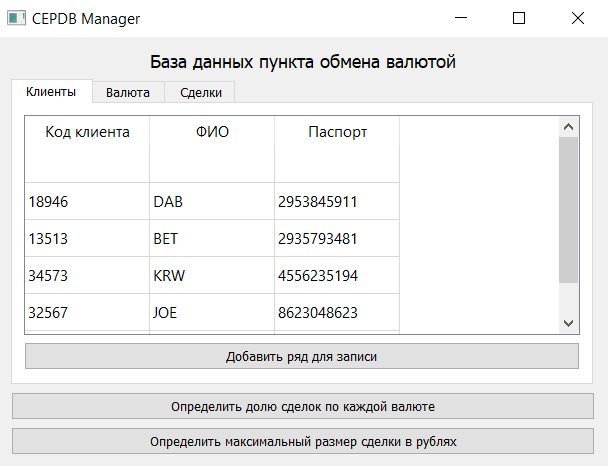 CEPDB Manager
База данных пункта обмена валютой
Клиенты Валюта Сделки
Код клиента ФИО Паспорт
18946 DAB 2953845911
13513 BET 2935793481
34573 KRW 4556235194
32567 JOE 8623048623
Добавить ряд для записи
Определить долю сделок по каждой валюте
Определить максимальный размер сделки в рублях